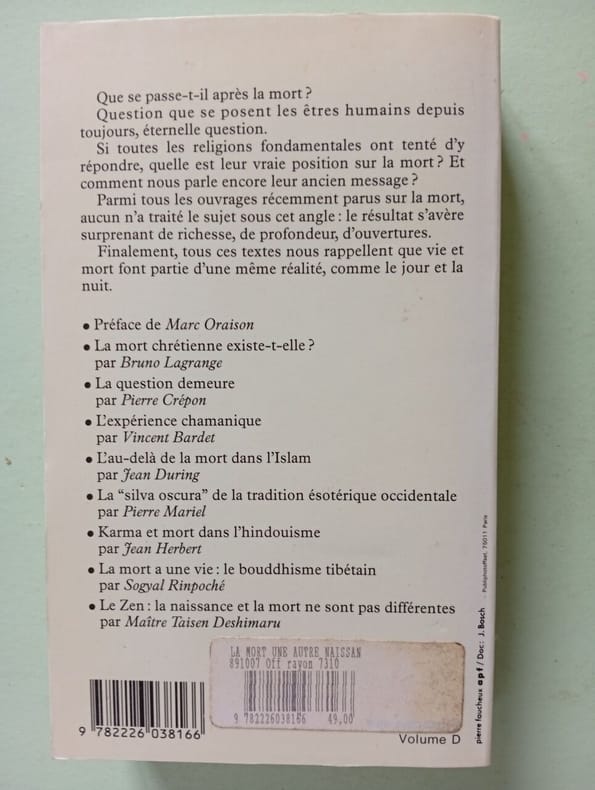 Que se passe-t-il après la mort ?
Question que se posent les êtres humains depuis
toujours, éternelle question.
Si toutes les religions fondamentales ont tenté d'y
répondre, quelle est leur vraie position sur la mort ? Et
comment nous parle encore leur ancien message ?
Parmi tous les ouvrages récemment parus sur la mort,
aucun n'a traité le sujet sous cet angle : le résultat s'avère
surprenant de richesse, de profondeur, d'ouvertures.
Finalement, tous ces textes nous rappellent que vie et
mort font partie d'une même réalité, comme le jour et la
nuit.
• Préface de Marc Oraison
• La mort chrétienne existe-t-elle ?
par Bruno Lagrange
• La question demeure
par Pierre Crépon
• L'expérience chamanique
par Vincent Bardet
• L'au-delà de la mort dans l'Islam
par Jean During
• La "silva oscura" de la tradition ésotérique occidentale
par Pierre Mariel
• Karma et mort dans l'hindouisme
par Jean Herbert
• La mort a une vie : le bouddhisme tibétain
par Sogyal Rinpoché
• Le Zen : la naissance et la mort ne sont pas différentes
par Maître Taisen Deshimaru
LA MORT UNE AUTRE NAISSAN
891007 Off rayon 7310
9 782226 038166 49,00
9 782226 038166
Volume D
pierre faucheux apf / Doc: J. Bosch - Publiphotoffset, 75011 Paris